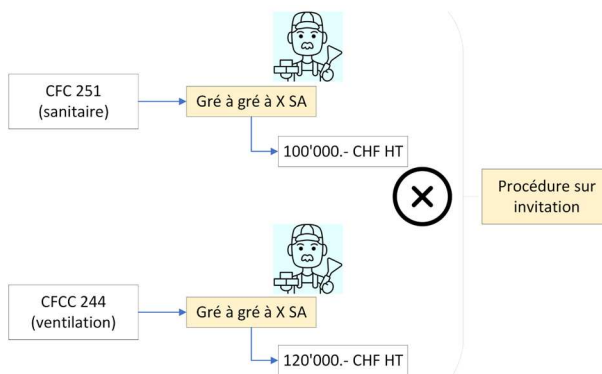 CFC 251
(sanitaire)
Gré à gré à X SA
100'000.- CHF HT
Procédure sur
invitation
CFCC 244
(ventilation)
Gré à gré à X SA
120'000.- CHF HT